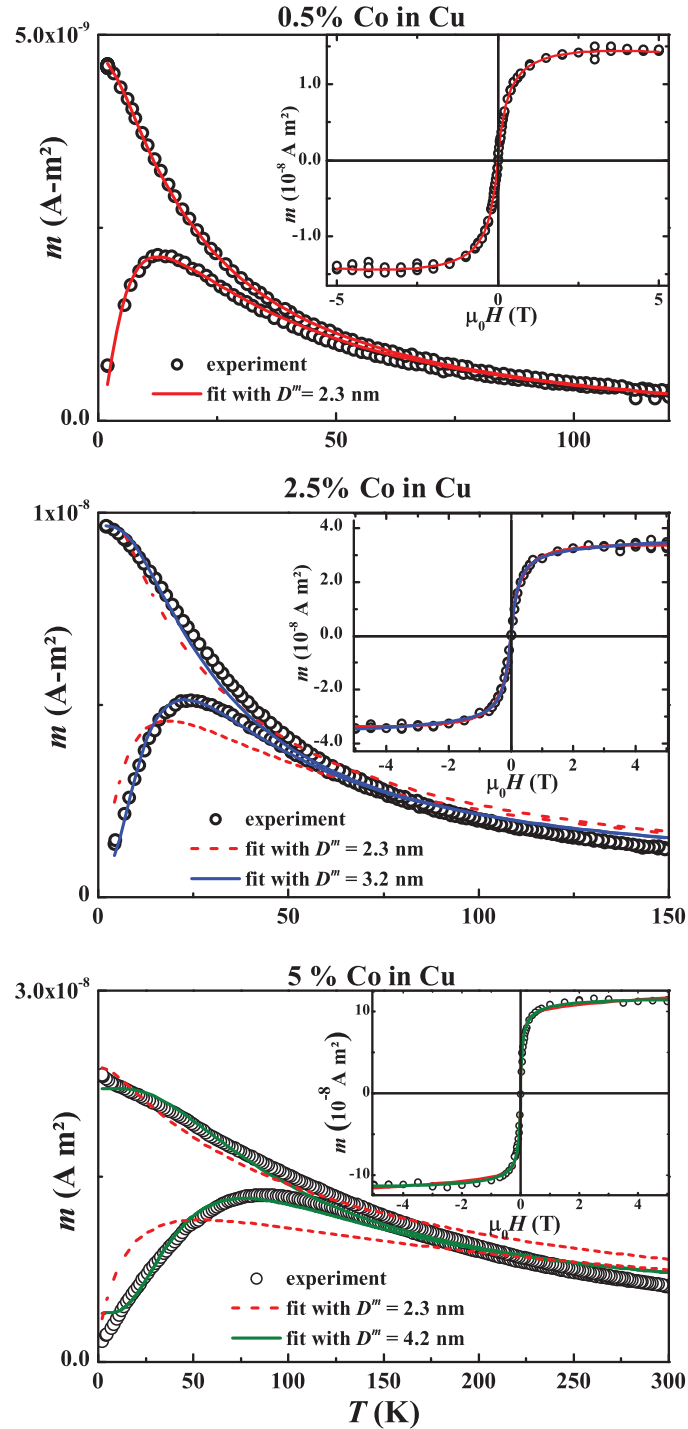 0.5% Co in Cu
5.0x10⁻⁹
m (A-m²)
0.0
0 50 100
experiment
fit with Dᵐ= 2.3 nm
m (10⁻⁸ A m²)
1.0
0.0
-1.0
-5 0 5
μ₀H (T)
2.5% Co in Cu
1x10⁻⁸
m (A-m²)
0
0 50 100 150
experiment
fit with Dᵐ = 2.3 nm
fit with Dᵐ = 3.2 nm
m (10⁻⁸ A m²)
4.0
2.0
0.0
-2.0
-4.0
-4 -2 0 2 4
μ₀H (T)
5 % Co in Cu
3.0x10⁻⁸
m (A m²)
0.0
0 50 100 150 200 250 300
T (K)
experiment
fit with Dᵐ = 2.3 nm
fit with Dᵐ = 4.2 nm
m (10⁻⁸ A m²)
10
0
-10
-4 -2 0 2 4
μ₀H (T)